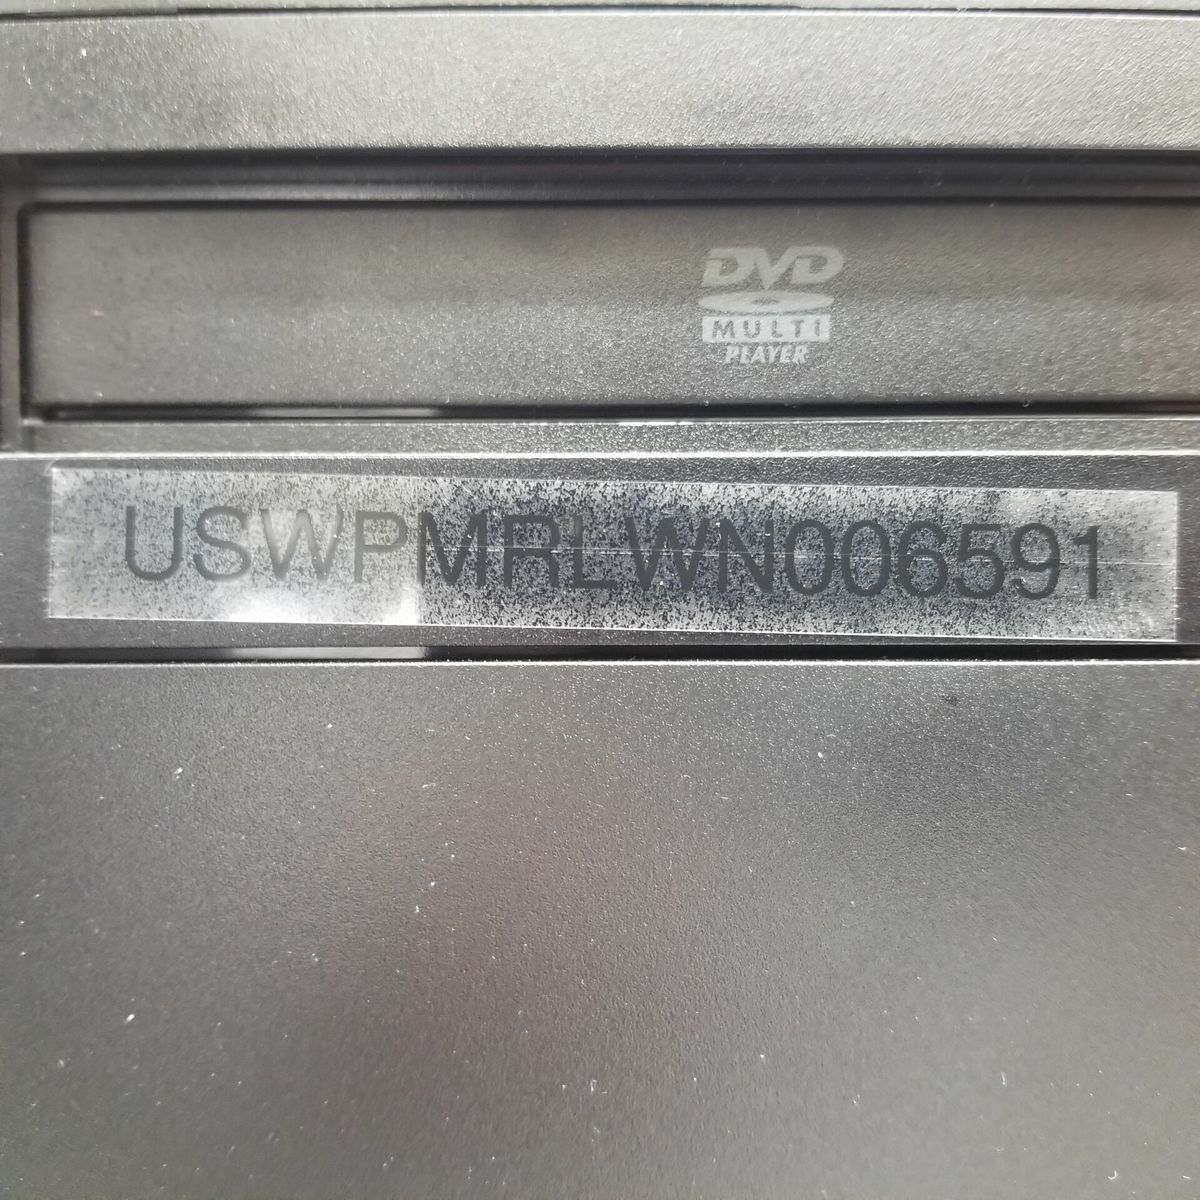 DVD
MULTI
PLAYER
USWPMRLWN006591